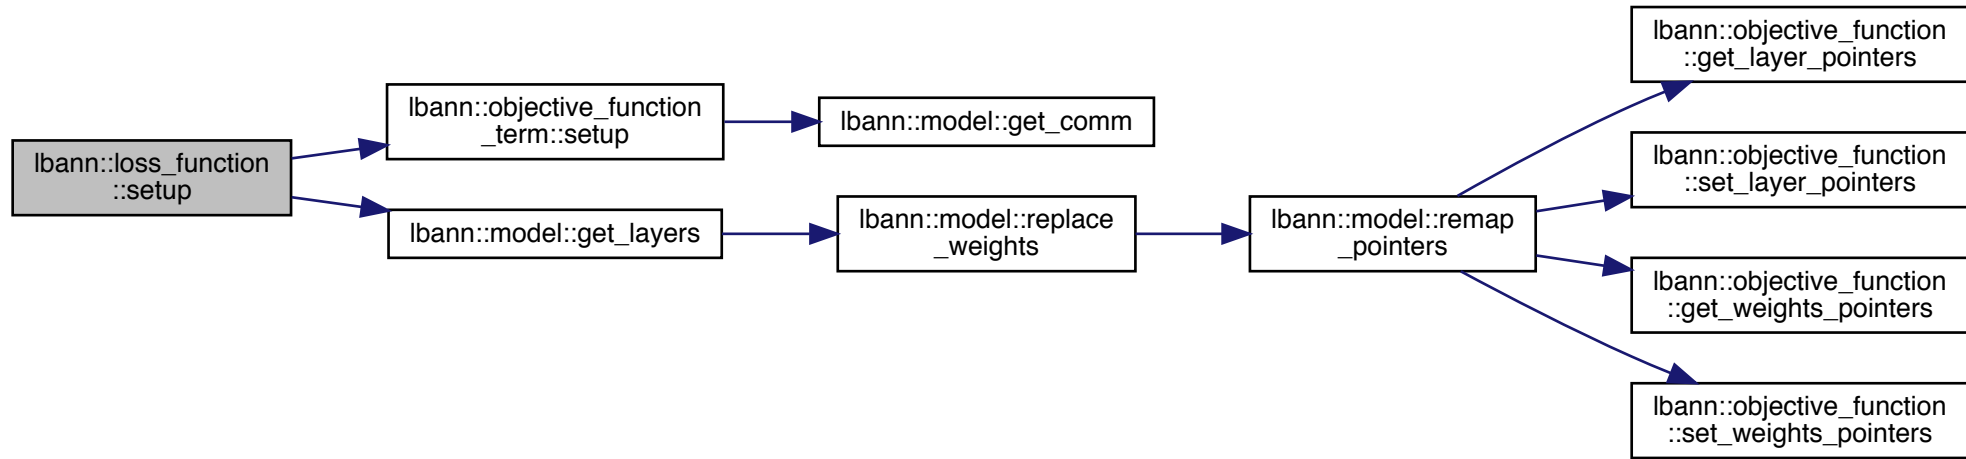 lbann::loss_function
::setup
lbann::objective_function
_term::setup
lbann::model::get_comm
lbann::model::get_layers
lbann::model::replace
_weights
lbann::model::remap
_pointers
lbann::objective_function
::get_layer_pointers
lbann::objective_function
::set_layer_pointers
lbann::objective_function
::get_weights_pointers
lbann::objective_function
::set_weights_pointers